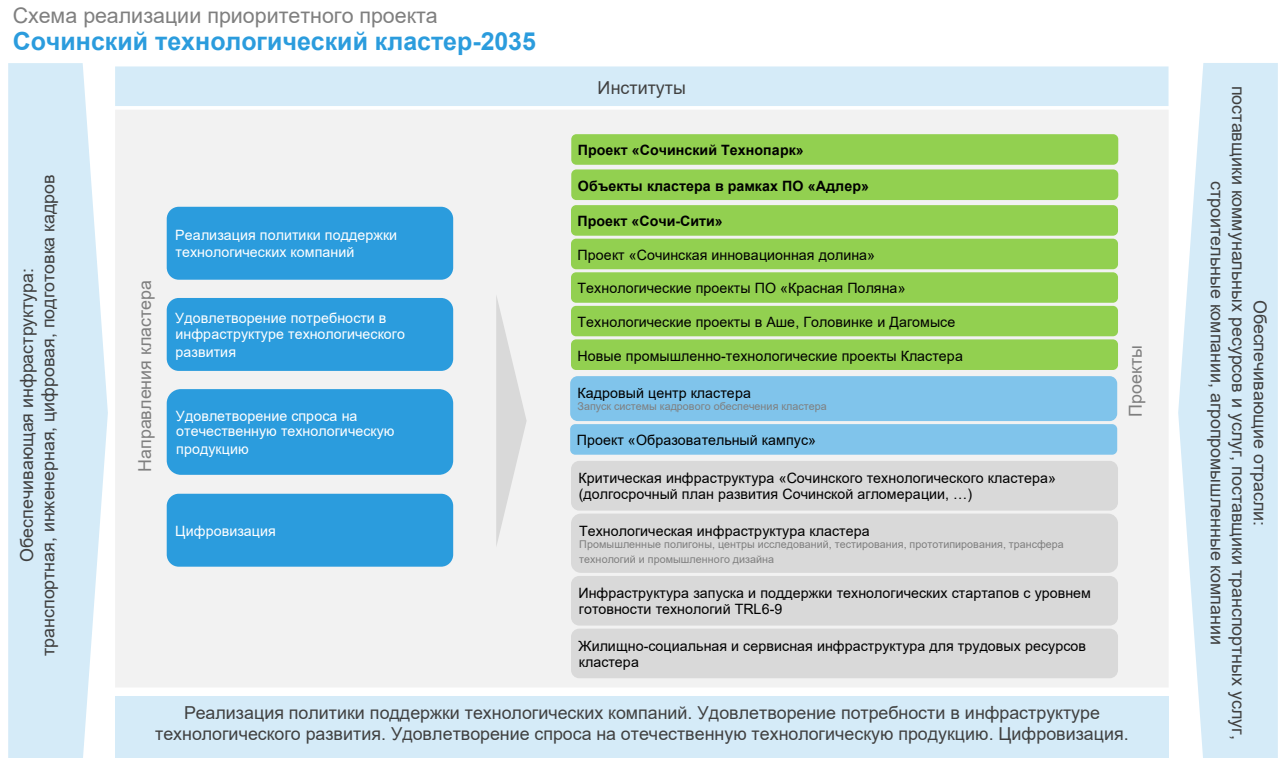 Схема реализации приоритетного проекта
Сочинский технологический кластер-2035
Обеспечивающая инфраструктура:
транспортная, инженерная, цифровая, подготовка кадров
Институты
Направления кластера
Реализация политики поддержки
технологических компаний
Удовлетворение потребности в
инфраструктуре технологического
развития
Удовлетворение спроса на
отечественную технологическую
продукцию
Цифровизация
Проект «Сочинский Технопарк»
Объекты кластера в рамках ПО «Адлер»
Проект «Сочи-Сити»
Проект «Сочинская инновационная долина»
Технологические проекты ПО «Красная Поляна»
Технологические проекты в Аше, Головинке и Дагомысе
Новые промышленно-технологические проекты Кластера
Кадровый центр кластера
Запуск системы кадрового обеспечения кластера
Проект «Образовательный кампус»
Критическая инфраструктура «Сочинского технологического кластера»
(долгосрочный план развития Сочинской агломерации, …)
Технологическая инфраструктура кластера
Промышленные полигоны, центры исследований, тестирования, прототипирования, трансфера
технологий и промышленного дизайна
Инфраструктура запуска и поддержки технологических стартапов с уровнем
готовности технологий TRL6-9
Жилищно-социальная и сервисная инфраструктура для трудовых ресурсов
кластера
Проекты
Обеспечивающие отрасли:
поставщики коммунальных ресурсов и услуг, поставщики транспортных услуг,
строительные компании, агропромышленные компании
Реализация политики поддержки технологических компаний. Удовлетворение потребности в инфраструктуре
технологического развития. Удовлетворение спроса на отечественную технологическую продукцию. Цифровизация.